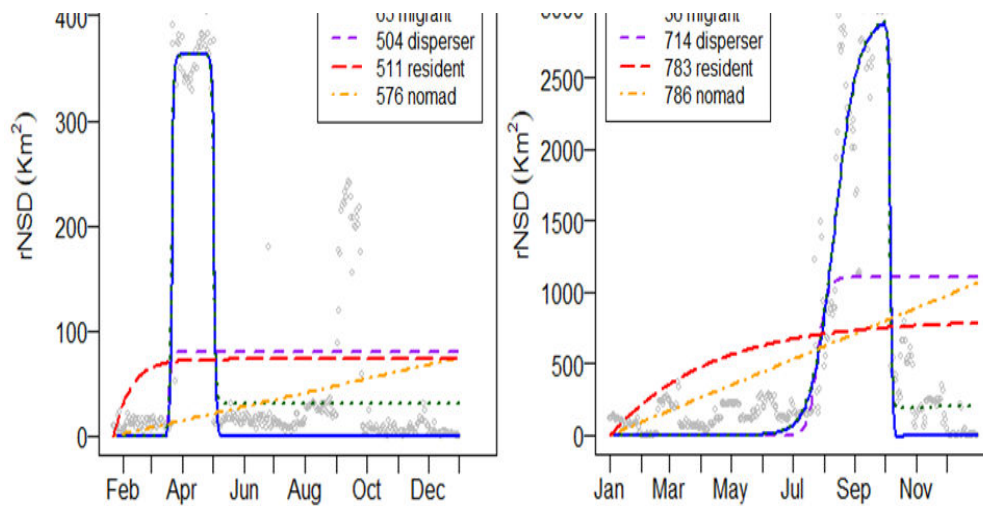 400
300
200
100
0
rNSD (Km²)
Feb Apr Jun Aug Oct Dec
migrant
504 disperser
511 resident
576 nomad
2500
2000
1500
1000
500
0
rNSD (Km²)
Jan Mar May Jul Sep Nov
migrant
714 disperser
783 resident
786 nomad